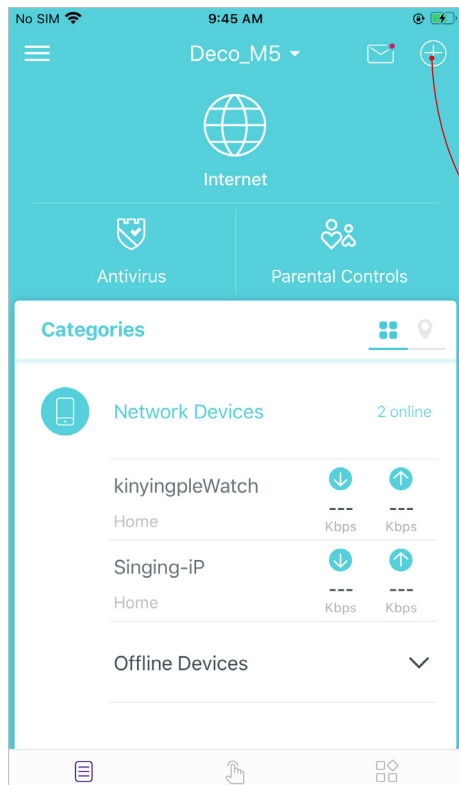 No SIM 9:45 AM
Deco_M5
Internet
Antivirus Parental Controls
Categories
Network Devices 2 online
kinyingpleWatch --- ---
Home Kbps Kbps
Singing-iP --- ---
Home Kbps Kbps
Offline Devices